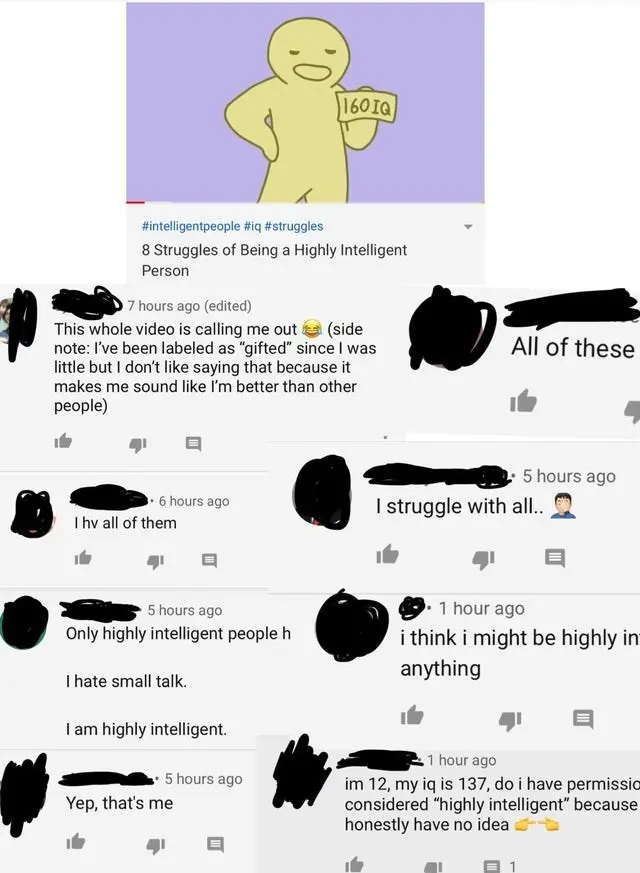 160 IQ
#intelligentpeople #iq #struggles
8 Struggles of Being a Highly Intelligent
Person
7 hours ago (edited)
This whole video is calling me out 😂 (side
note: I've been labeled as “gifted” since I was
little but I don't like saying that because it
makes me sound like I'm better than other
people)
All of these
6 hours ago
I hv all of them
5 hours ago
I struggle with all.. 🤦🏻‍♂️
5 hours ago
Only highly intelligent people h
I hate small talk.
I am highly intelligent.
1 hour ago
i think i might be highly in
anything
5 hours ago
Yep, that's me
1 hour ago
im 12, my iq is 137, do i have permissio
considered “highly intelligent” because
honestly have no idea 👉👈
1